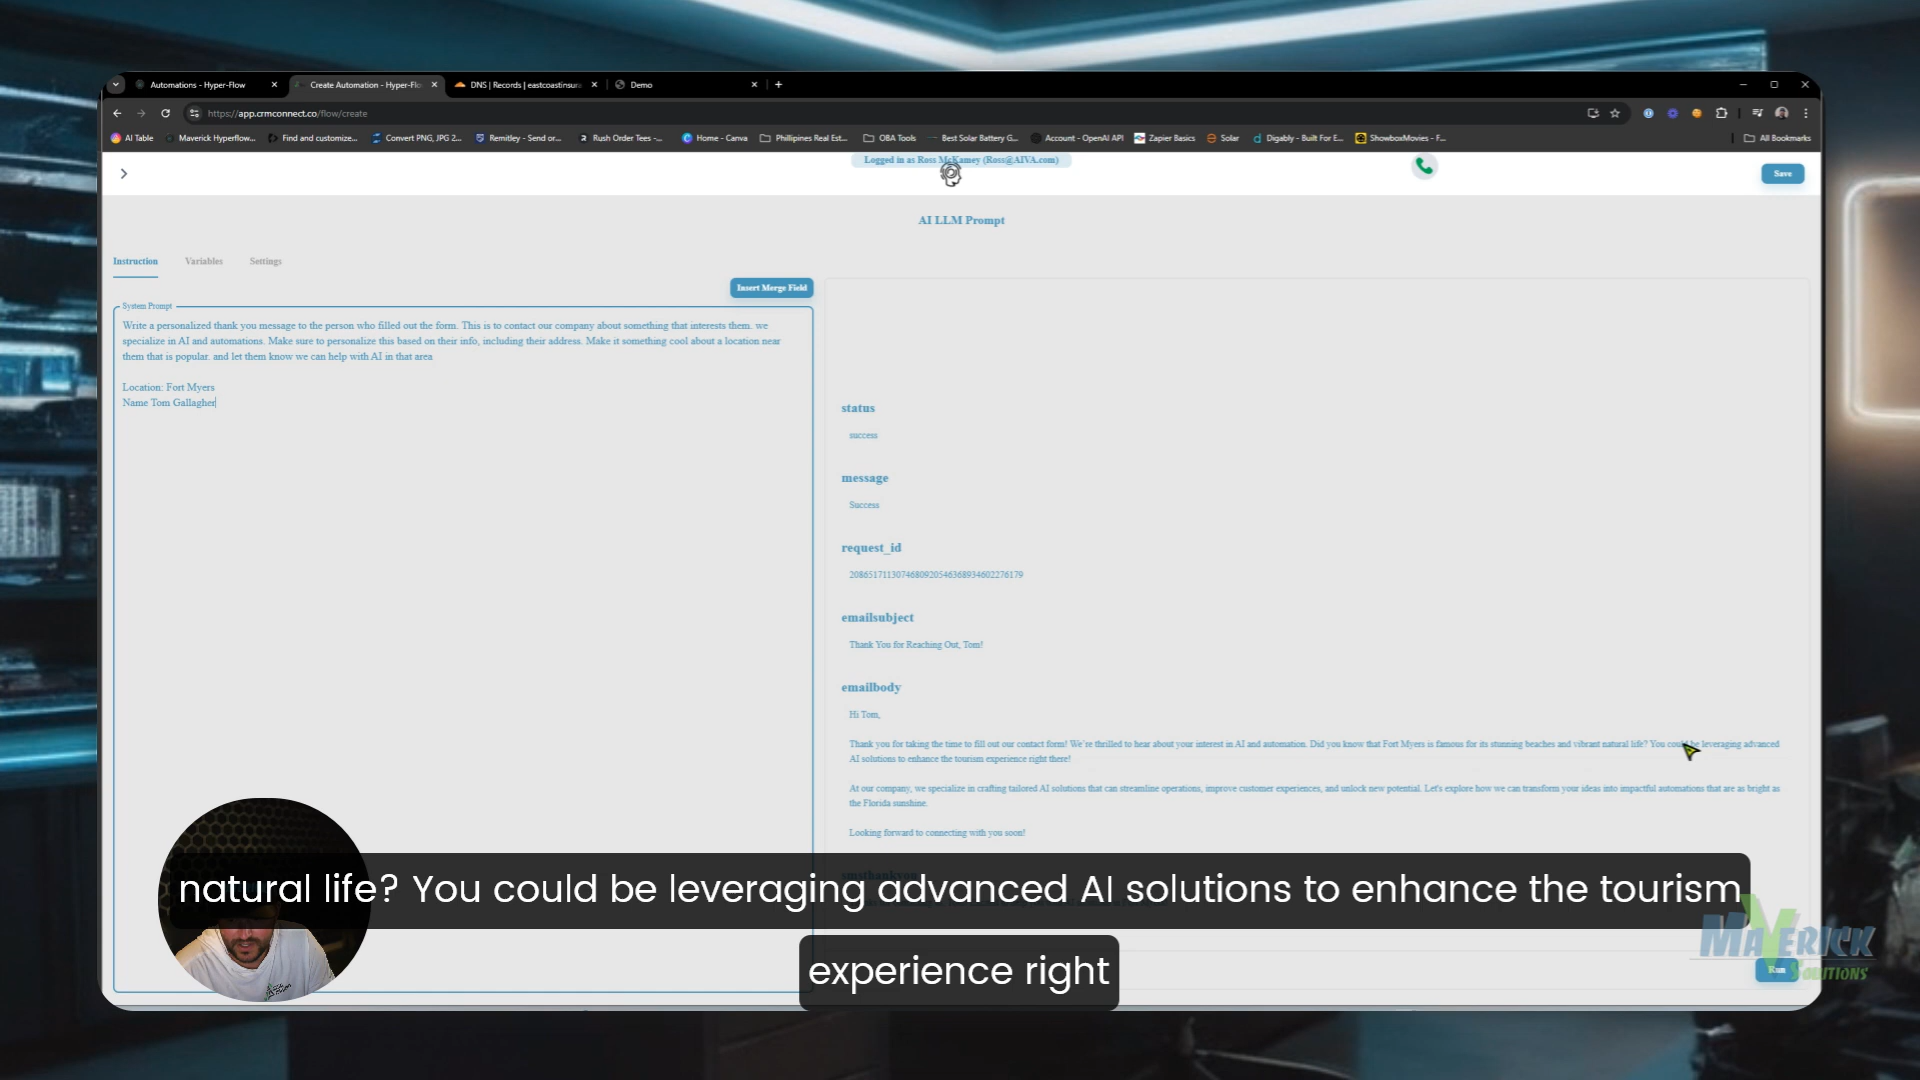 Automations - Hyper-Flow
Create Automation - Hyper-Flo
DNS | Records | eastcoastinsura
Demo
https://app.crmconnect.co/flow/create
AI Table
Maverick Hyperflow...
Find and customize...
Convert PNG, JPG 2...
Remitley - Send or...
Rush Order Tees -...
Home - Canva
Phillipines Real Est...
OBA Tools
Best Solar Battery G...
Account - OpenAI API
Zapier Basics
Solar
Digably - Built For E...
ShowboxMovies - F...
All Bookmarks
Logged in as Ross McKamey (Ross@AIVA.com)
Save
AI LLM Prompt
Instruction
Variables
Settings
Insert Merge Field
System Prompt
Write a personalized thank you message to the person who filled out the form. This is to contact our company about something that interests them. we
specialize in AI and automations. Make sure to personalize this based on their info, including their address. Make it something cool about a location near
them that is popular. and let them know we can help with AI in that area
Location: Fort Myers
Name Tom Gallagher
status
success
message
Success
request_id
emailsubject
Thank You for Reaching Out, Tom!
emailbody
Hi Tom,
Thank you for taking the time to fill out our contact form! We're thrilled to hear about your interest in AI and automation. Did you know that Fort Myers is famous for its stunning beaches and vibrant natural life? You could be leveraging advanced
AI solutions to enhance the tourism experience right there!
At our company, we specialize in crafting tailored AI solutions that can streamline operations, improve customer experiences, and unlock new potential. Let's explore how we can transform your ideas into impactful automations that are as bright as
the Florida sunshine.
Looking forward to connecting with you soon!
smsthankyou
natural life? You could be leveraging advanced AI solutions to enhance the tourism
experience right
MAVERICK
SOLUTIONS
Run